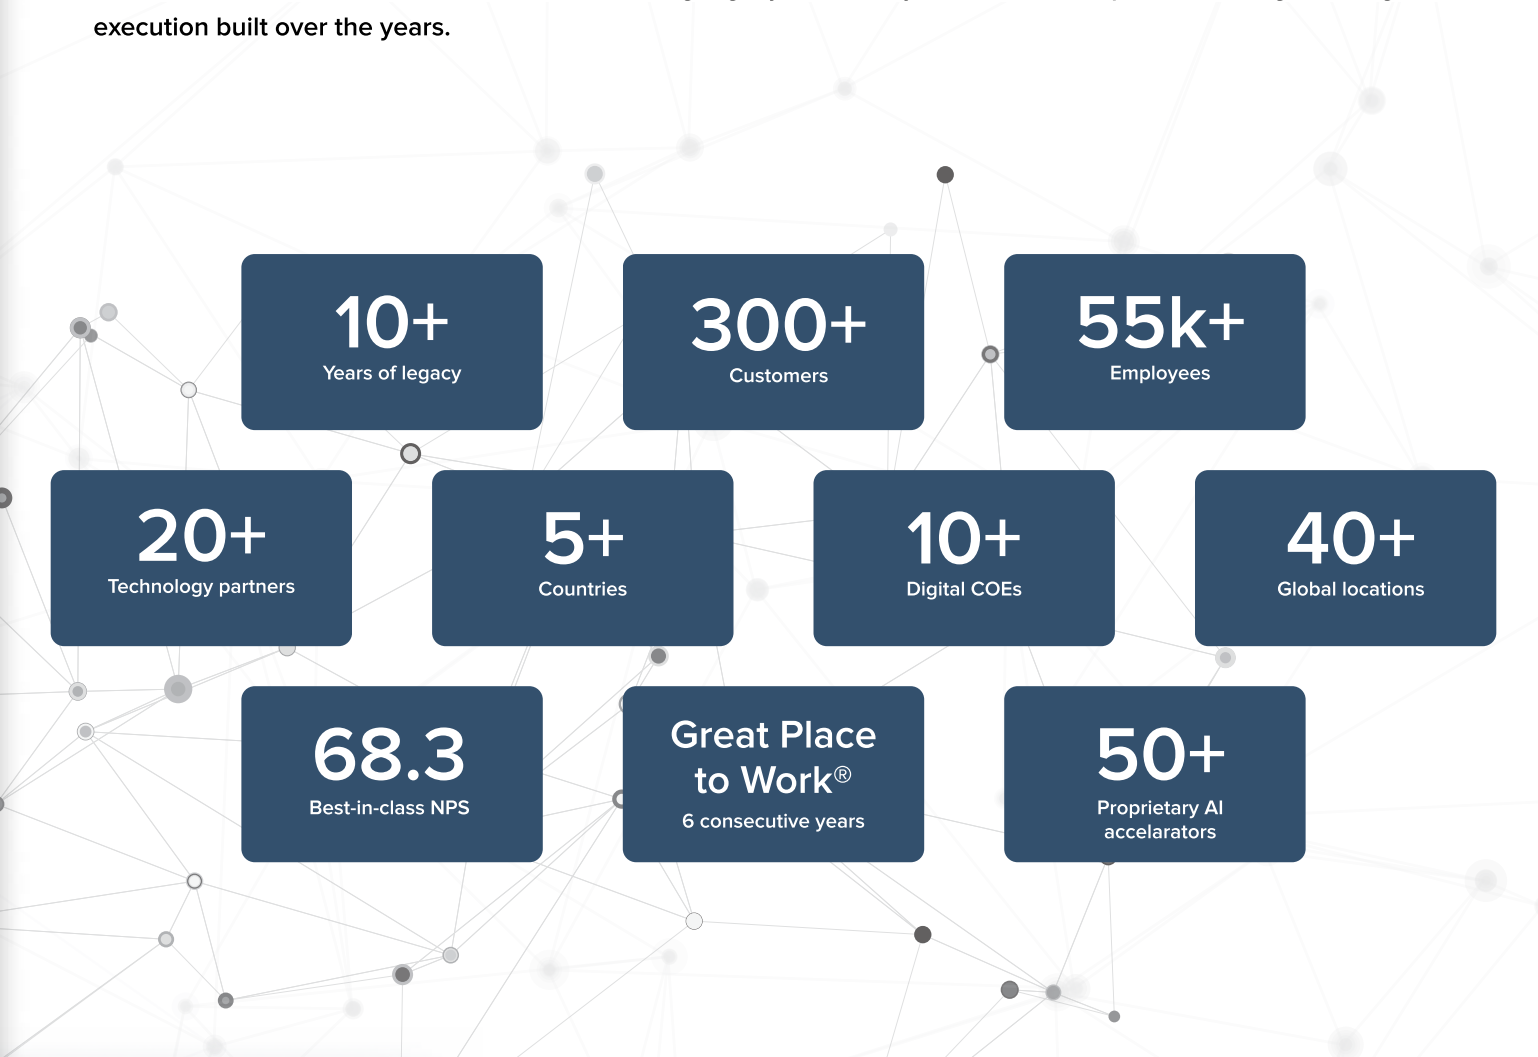 execution built over the years.
10+
Years of legacy
300+
Customers
55k+
Employees
20+
Technology partners
5+
Countries
10+
Digital COEs
40+
Global locations
68.3
Best-in-class NPS
Great Place
to Work®
6 consecutive years
50+
Proprietary AI
accelarators